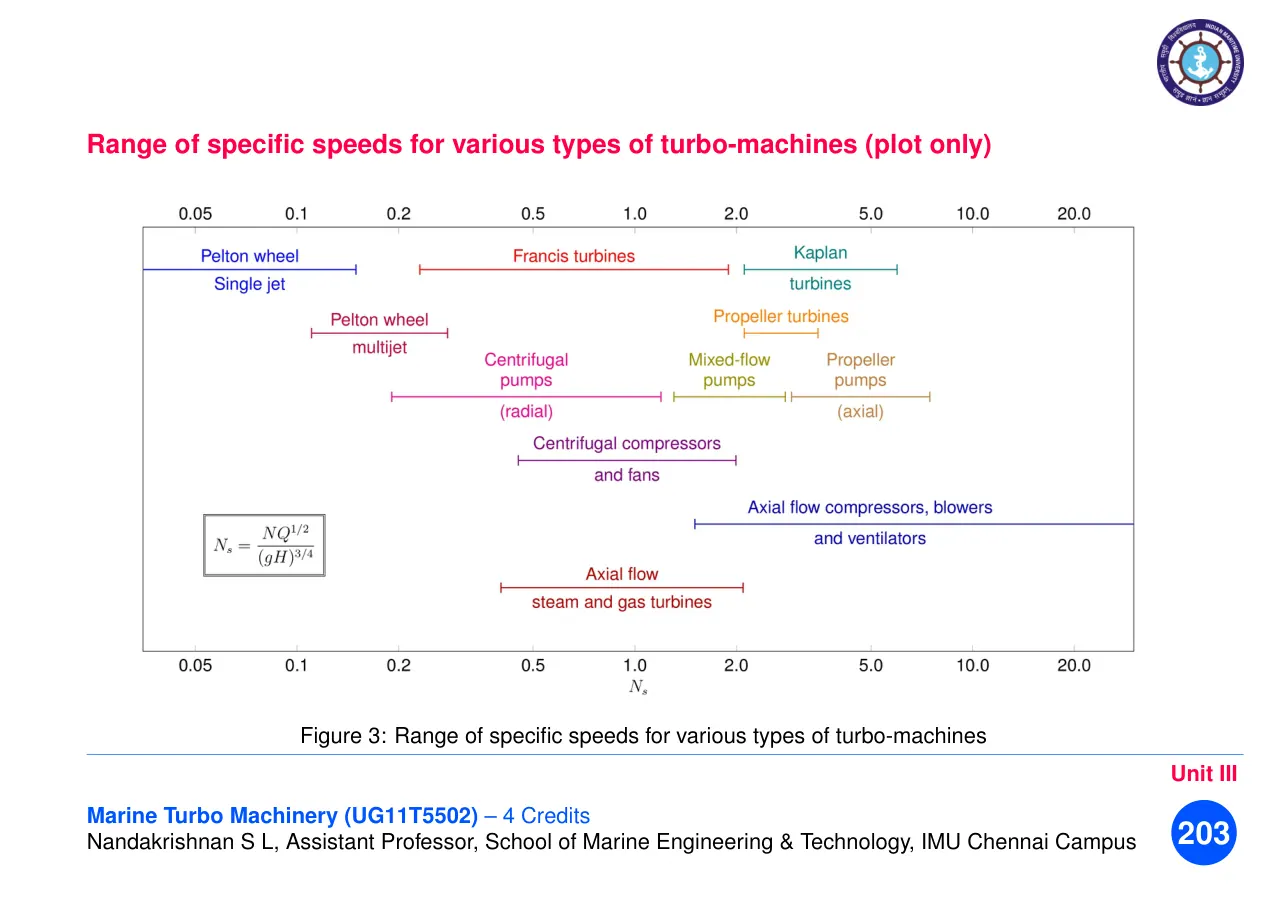 INDIAN MARITIME UNIVERSITY
Range of specific speeds for various types of turbo-machines (plot only)
0.05 0.1 0.2 0.5 1.0 2.0 5.0 10.0 20.0
Pelton wheel
Single jet
Francis turbines
Kaplan
turbines
Pelton wheel
multijet
Propeller turbines
Centrifugal
pumps
(radial)
Mixed-flow
pumps
Propeller
pumps
(axial)
Centrifugal compressors
and fans
Axial flow compressors, blowers
and ventilators
N_s = NQ^{1/2} / (gH)^{3/4}
Axial flow
steam and gas turbines
0.05 0.1 0.2 0.5 1.0 2.0 5.0 10.0 20.0
N_s
Figure 3: Range of specific speeds for various types of turbo-machines
Unit III
Marine Turbo Machinery (UG11T5502) – 4 Credits
Nandakrishnan S L, Assistant Professor, School of Marine Engineering & Technology, IMU Chennai Campus
203